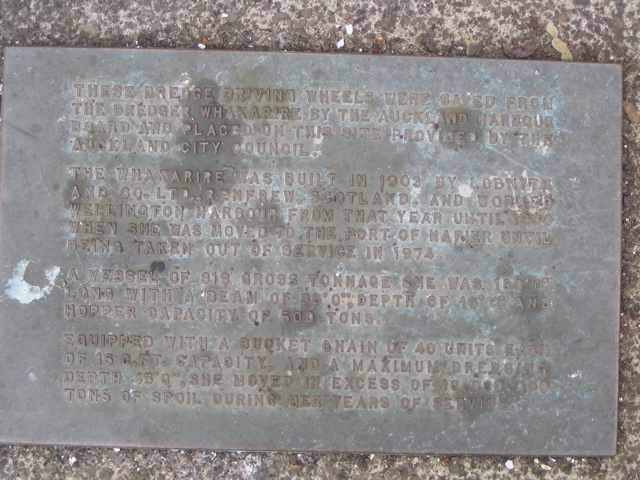 THESE DREDGE DRIVING WHEELS WERE SAVED FROM
THE DREDGER WHAKARIRE BY THE AUCKLAND HARBOUR
BOARD AND PLACED ON THIS SITE PROVIDED BY THE
AUCKLAND CITY COUNCIL.
THE WHAKARIRE WAS BUILT IN 1903 BY LOBNITZ
AND CO. LTD., RENFREW, SCOTLAND, AND WORKED
WELLINGTON HARBOUR FROM THAT YEAR UNTIL
WHEN SHE WAS MOVED TO THE PORT OF NAPIER UNTIL
BEING TAKEN OUT OF SERVICE IN 1974.
A VESSEL OF 819 GROSS TONNAGE SHE WAS
LONG WITH A BEAM OF DEPTH OF AND
HOPPER CAPACITY OF 500 TONS.
EQUIPPED WITH A BUCKET CHAIN OF 40 UNITS EACH
OF 16 C.FT. CAPACITY, AND A MAXIMUM DREDGING
DEPTH SHE MOVED IN EXCESS OF
TONS OF SPOIL DURING HER YEARS OF SERVICE.